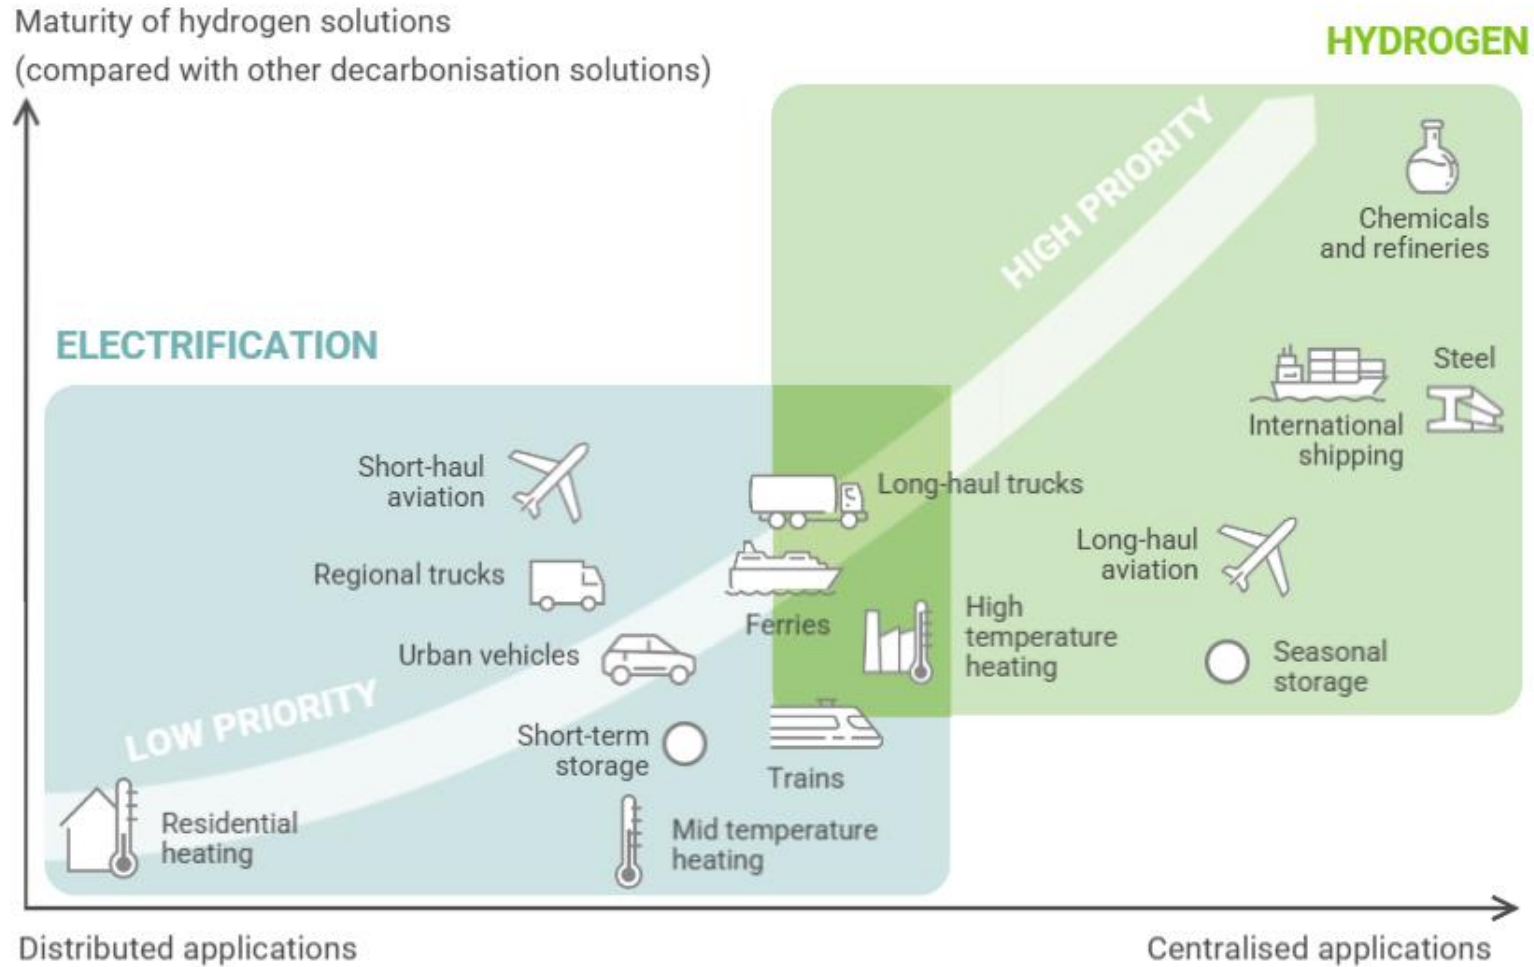 Maturity of hydrogen solutions
(compared with other decarbonisation solutions)
HYDROGEN
HIGH PRIORITY
Chemicals
and refineries
ELECTRIFICATION
Steel
International
shipping
Short-haul
aviation
Long-haul trucks
Long-haul
aviation
Regional trucks
Ferries
High
temperature
heating
Urban vehicles
Seasonal
storage
LOW PRIORITY
Short-term
storage
Trains
Residential
heating
Mid temperature
heating
Distributed applications
Centralised applications